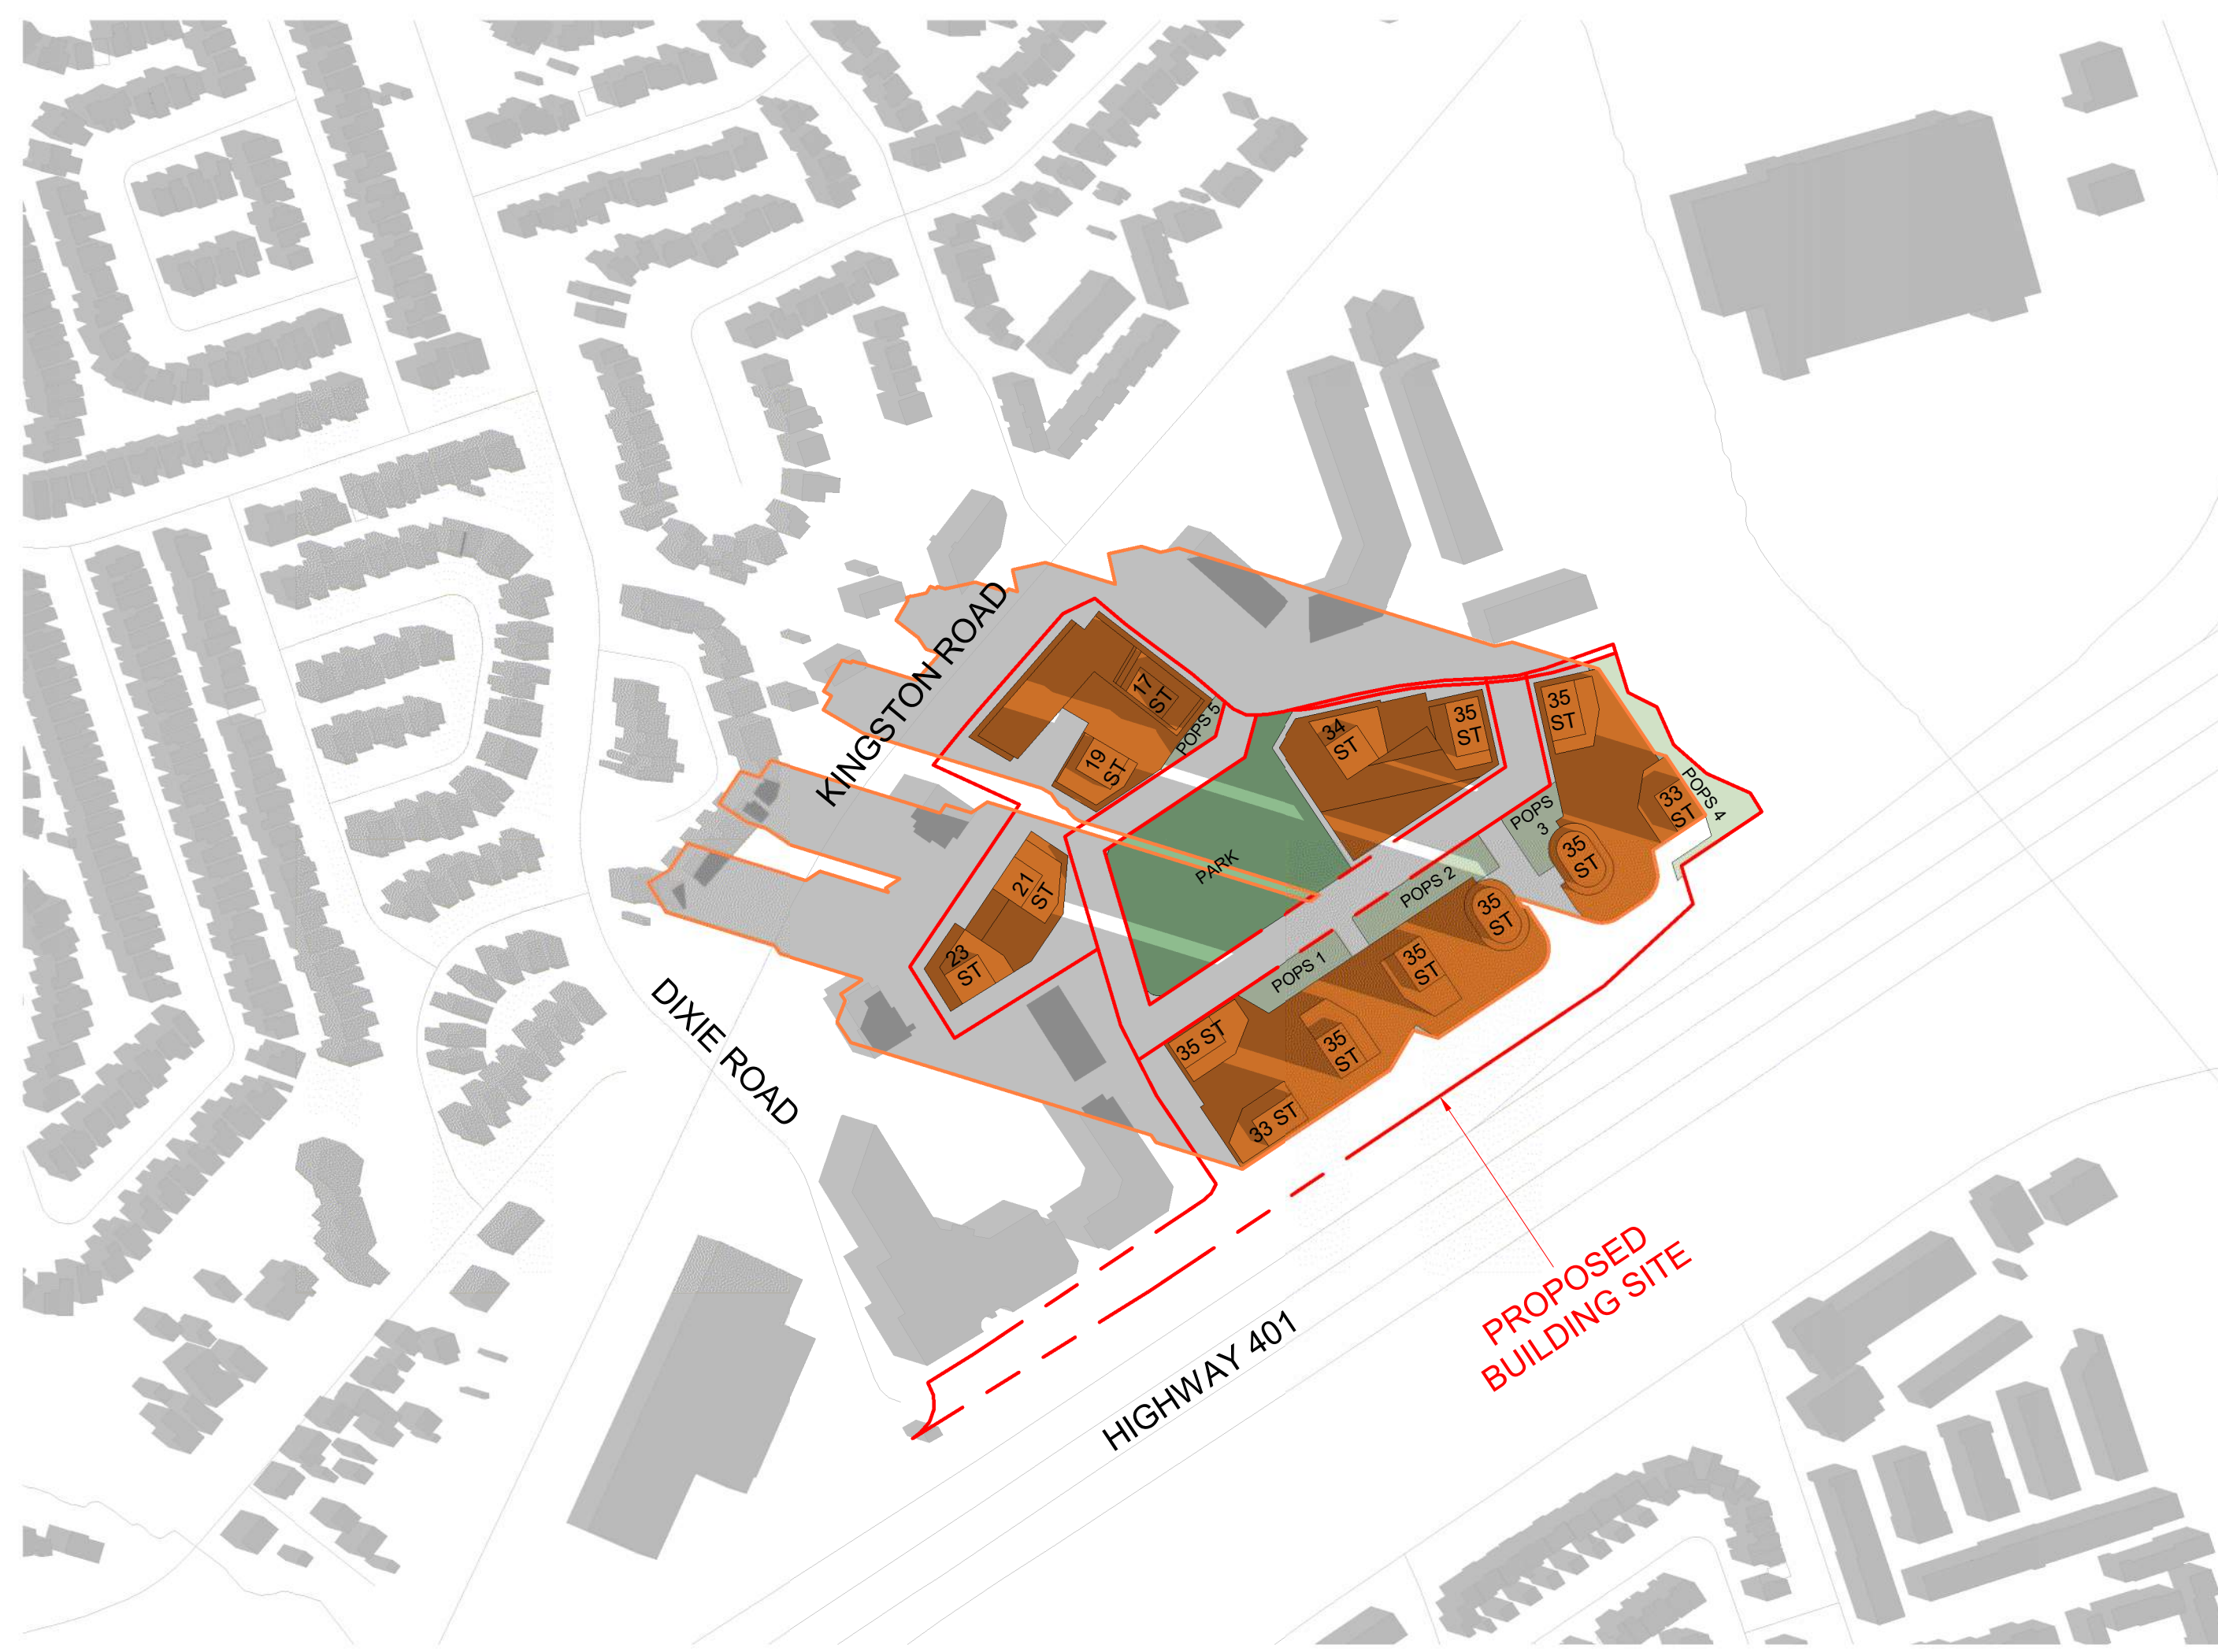 KINGSTON ROAD
17
ST
POPS 5
19
ST
34
ST
35
ST
35
ST
33
ST
POPS 4
POPS
3
35
ST
PARK
POPS 2
35
ST
21
ST
23
ST
35
ST
POPS 1
35 ST
35
ST
33 ST
DIXIE ROAD
HIGHWAY 401
PROPOSED
BUILDING SITE